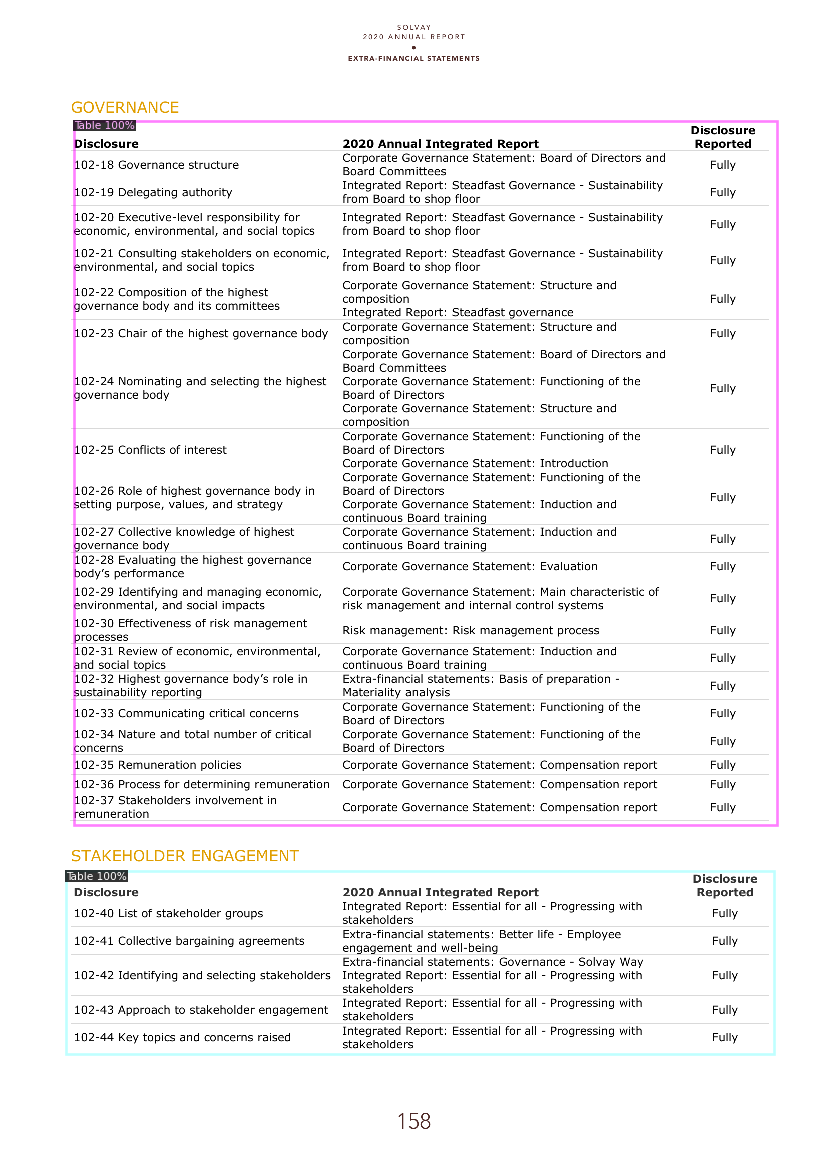 SOLVAY
2020 ANNUAL REPORT
EXTRA-FINANCIAL STATEMENTS
GOVERNANCE
Table 100%
Disclosure
2020 Annual Integrated Report
Disclosure
Reported
102-18 Governance structure
Corporate Governance Statement: Board of Directors and
Board Committees
Fully
102-19 Delegating authority
Integrated Report: Steadfast Governance - Sustainability
from Board to shop floor
Fully
102-20 Executive-level responsibility for
economic, environmental, and social topics
Integrated Report: Steadfast Governance - Sustainability
from Board to shop floor
Fully
102-21 Consulting stakeholders on economic,
environmental, and social topics
Integrated Report: Steadfast Governance - Sustainability
from Board to shop floor
Fully
102-22 Composition of the highest
governance body and its committees
Corporate Governance Statement: Structure and
composition
Integrated Report: Steadfast governance
Fully
102-23 Chair of the highest governance body
Corporate Governance Statement: Structure and
composition
Fully
102-24 Nominating and selecting the highest
governance body
Corporate Governance Statement: Board of Directors and
Board Committees
Corporate Governance Statement: Functioning of the
Board of Directors
Corporate Governance Statement: Structure and
composition
Fully
102-25 Conflicts of interest
Corporate Governance Statement: Functioning of the
Board of Directors
Corporate Governance Statement: Introduction
Fully
102-26 Role of highest governance body in
setting purpose, values, and strategy
Corporate Governance Statement: Functioning of the
Board of Directors
Corporate Governance Statement: Induction and
continuous Board training
Fully
102-27 Collective knowledge of highest
governance body
Corporate Governance Statement: Induction and
continuous Board training
Fully
102-28 Evaluating the highest governance
body's performance
Corporate Governance Statement: Evaluation
Fully
102-29 Identifying and managing economic,
environmental, and social impacts
Corporate Governance Statement: Main characteristic of
risk management and internal control systems
Fully
102-30 Effectiveness of risk management
processes
Risk management: Risk management process
Fully
102-31 Review of economic, environmental,
and social topics
Corporate Governance Statement: Induction and
continuous Board training
Fully
102-32 Highest governance body's role in
sustainability reporting
Extra-financial statements: Basis of preparation -
Materiality analysis
Fully
102-33 Communicating critical concerns
Corporate Governance Statement: Functioning of the
Board of Directors
Fully
102-34 Nature and total number of critical
concerns
Corporate Governance Statement: Functioning of the
Board of Directors
Fully
102-35 Remuneration policies
Corporate Governance Statement: Compensation report
Fully
102-36 Process for determining remuneration
Corporate Governance Statement: Compensation report
Fully
102-37 Stakeholders involvement in
remuneration
Corporate Governance Statement: Compensation report
Fully
STAKEHOLDER ENGAGEMENT
Table 100%
Disclosure
2020 Annual Integrated Report
Disclosure
Reported
102-40 List of stakeholder groups
Integrated Report: Essential for all - Progressing with
stakeholders
Fully
102-41 Collective bargaining agreements
Extra-financial statements: Better life - Employee
engagement and well-being
Fully
102-42 Identifying and selecting stakeholders
Extra-financial statements: Governance - Solvay Way
Integrated Report: Essential for all - Progressing with
stakeholders
Fully
102-43 Approach to stakeholder engagement
Integrated Report: Essential for all - Progressing with
stakeholders
Fully
102-44 Key topics and concerns raised
Integrated Report: Essential for all - Progressing with
stakeholders
Fully
158